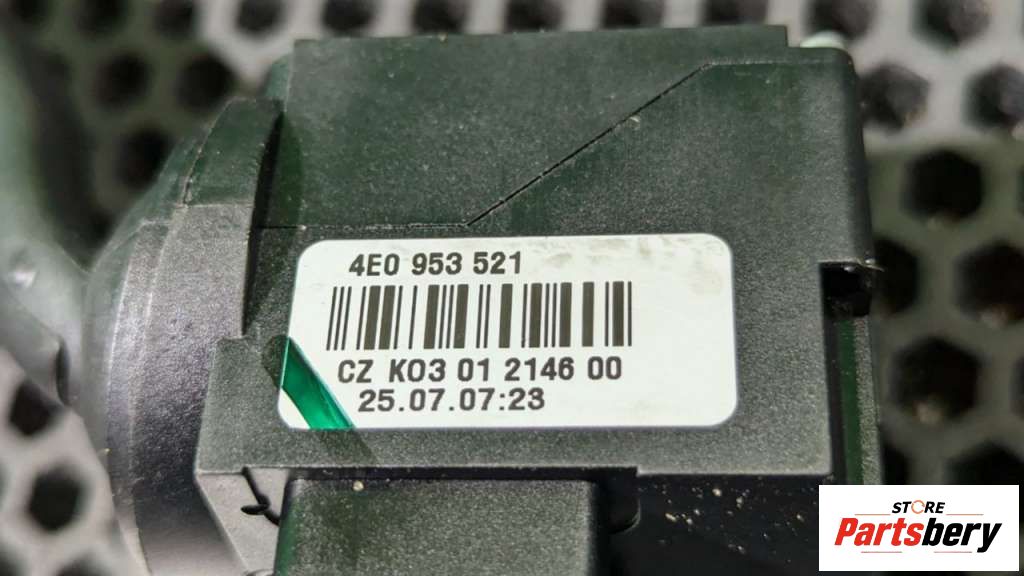 4E0 953 521
CZ K03 01 2146 00
25.07.07:23
STORE
Partsbery